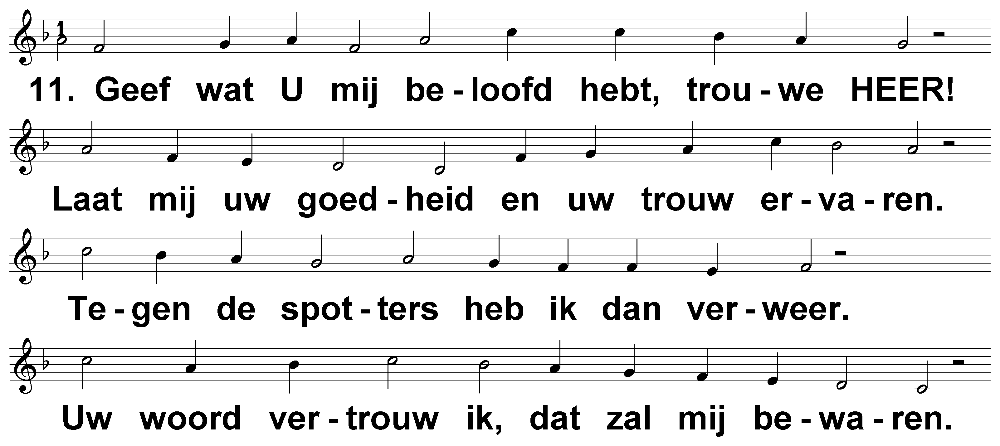 1
11. Geef wat U mij be - loofd hebt, trou - we HEER!
Laat mij uw goed - heid en uw trouw er - va - ren.
Te - gen de spot - ters heb ik dan ver - weer.
Uw woord ver - trouw ik, dat zal mij be - wa - ren.